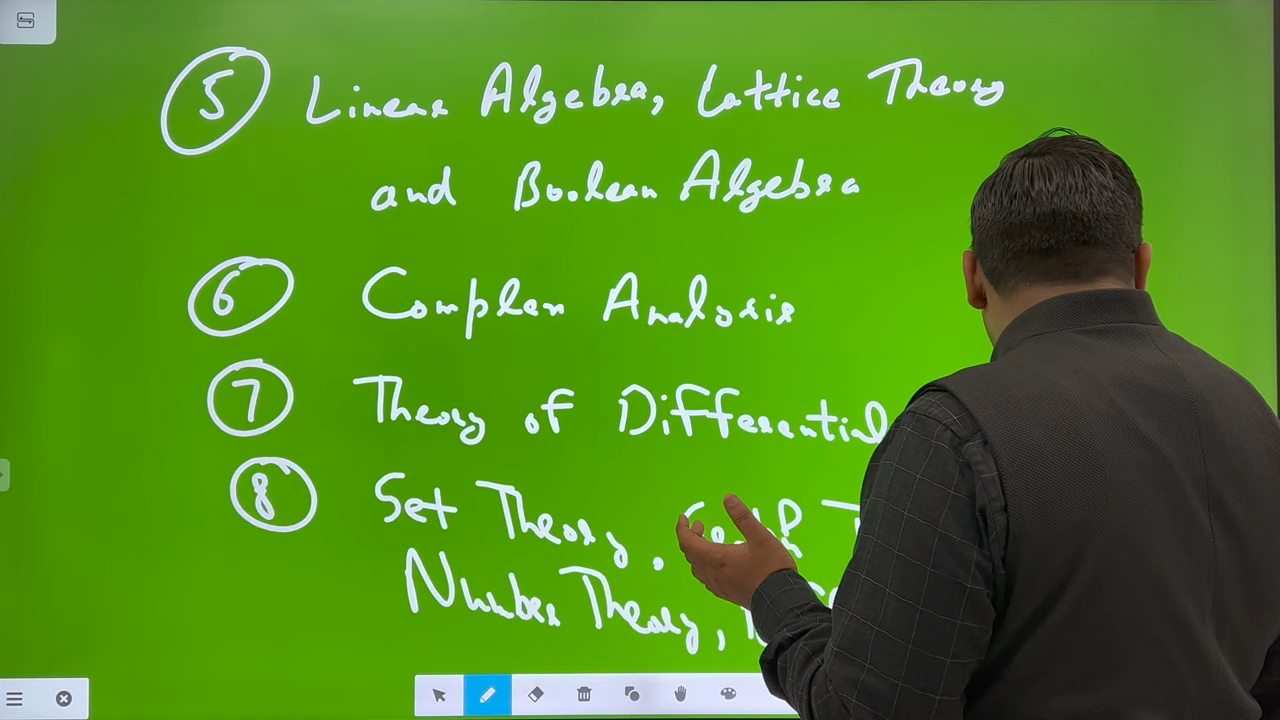 5 Linear Algebra, Lattice Theory
and Boolean Algebra
6 Complex Analysis
7 Theory of Differential
8 Set Theory,
Number Theory,